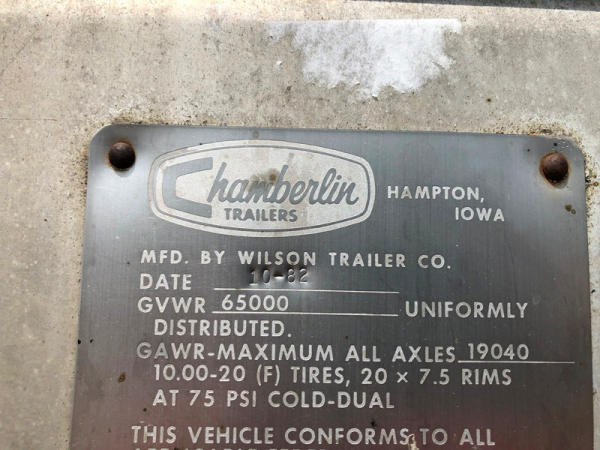 Chamberlin
TRAILERS
HAMPTON,
IOWA
MFD. BY WILSON TRAILER CO.
DATE 10-82
GVWR 65000 UNIFORMLY
DISTRIBUTED.
GAWR-MAXIMUM ALL AXLES 19040
10.00-20 (F) TIRES, 20 × 7.5 RIMS
AT 75 PSI COLD-DUAL
THIS VEHICLE CONFORMS TO ALL